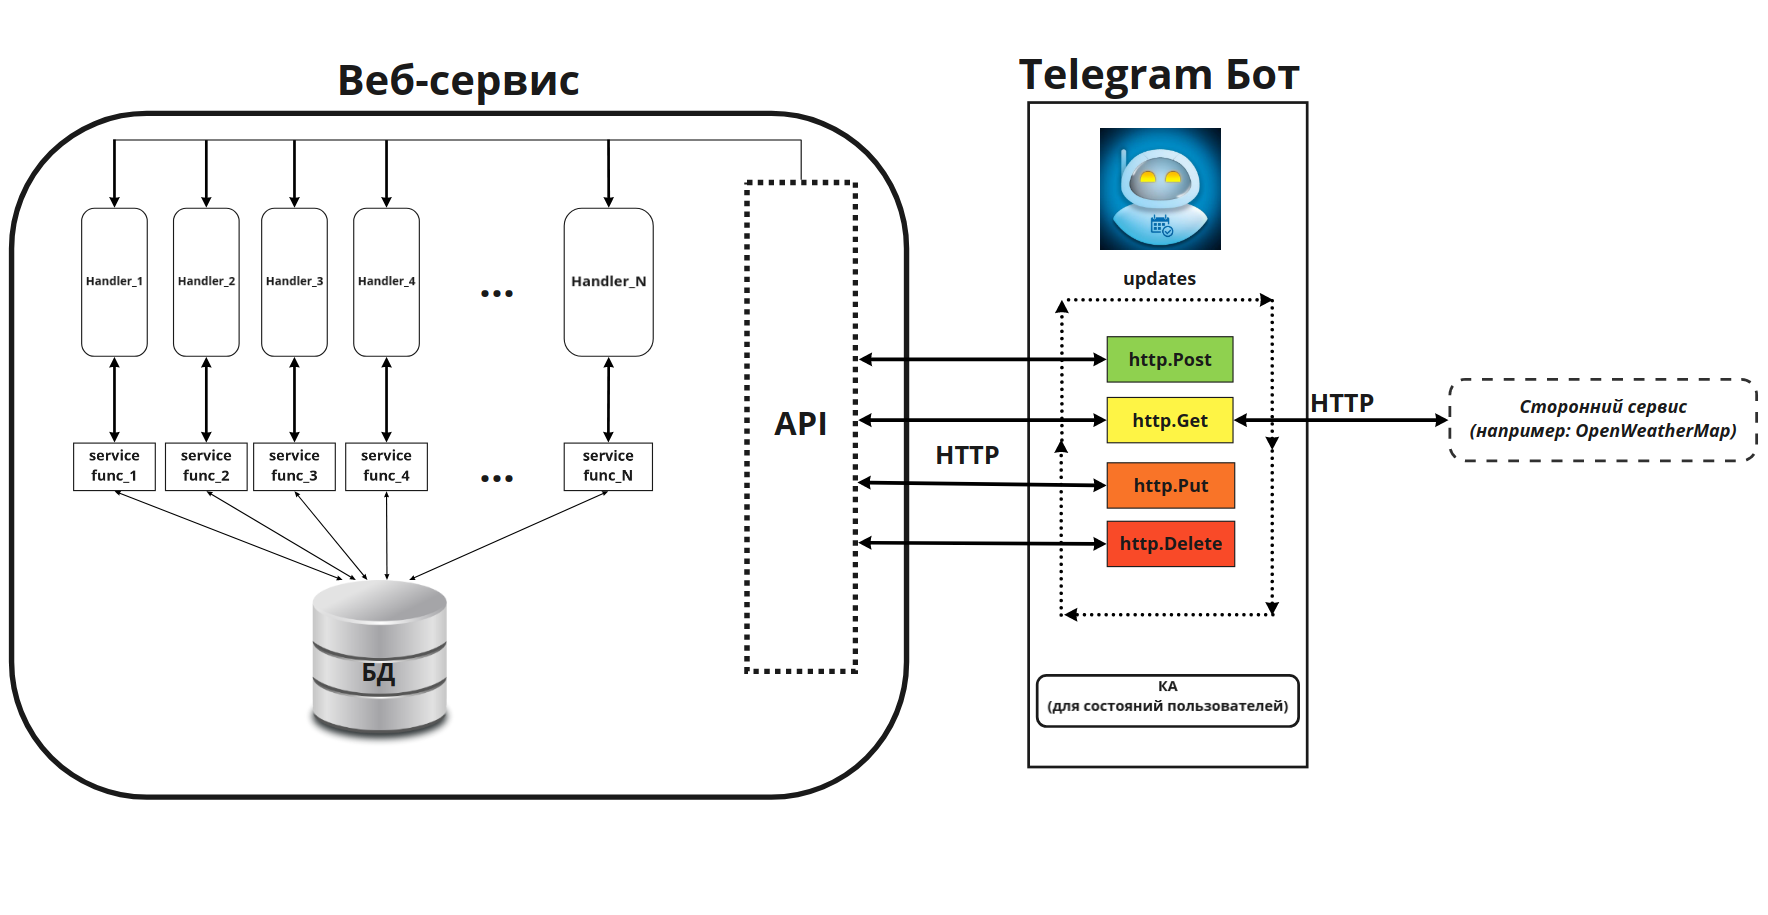 Веб-сервис
Telegram Бот
Handler_1
Handler_2
Handler_3
Handler_4
...
Handler_N
service
func_1
service
func_2
service
func_3
service
func_4
...
service
func_N
БД
API
HTTP
updates
http.Post
http.Get
http.Put
http.Delete
КА
(для состояний пользователей)
HTTP
Сторонний сервис
(например: OpenWeatherMap)